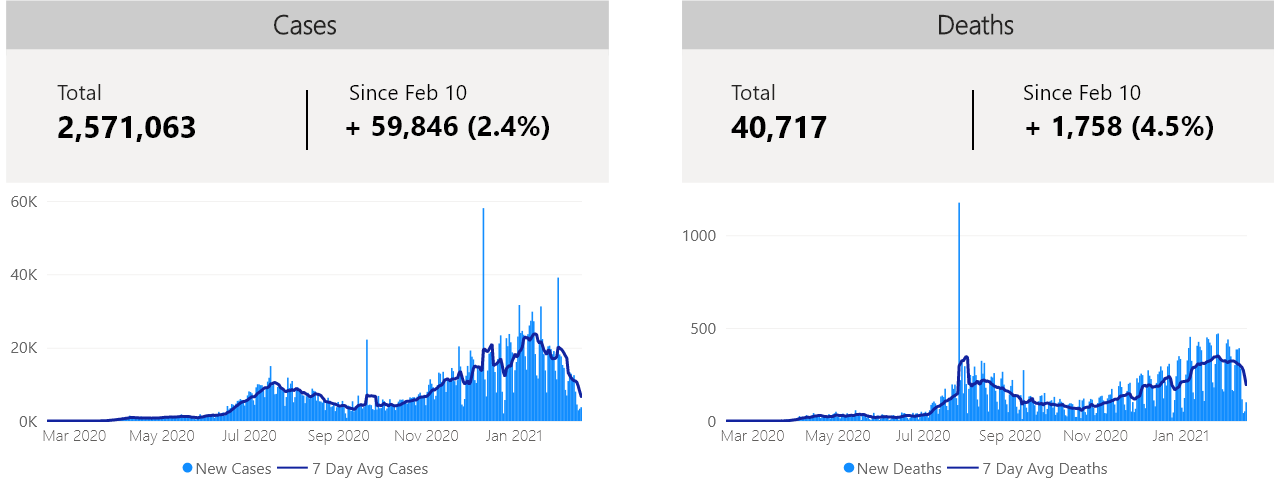 Cases
Total
2,571,063
Since Feb 10
+ 59,846 (2.4%)
60K
40K
20K
0K
Mar 2020 May 2020 Jul 2020 Sep 2020 Nov 2020 Jan 2021
New Cases 7 Day Avg Cases
Deaths
Total
40,717
Since Feb 10
+ 1,758 (4.5%)
1000
500
0
Mar 2020 May 2020 Jul 2020 Sep 2020 Nov 2020 Jan 2021
New Deaths 7 Day Avg Deaths